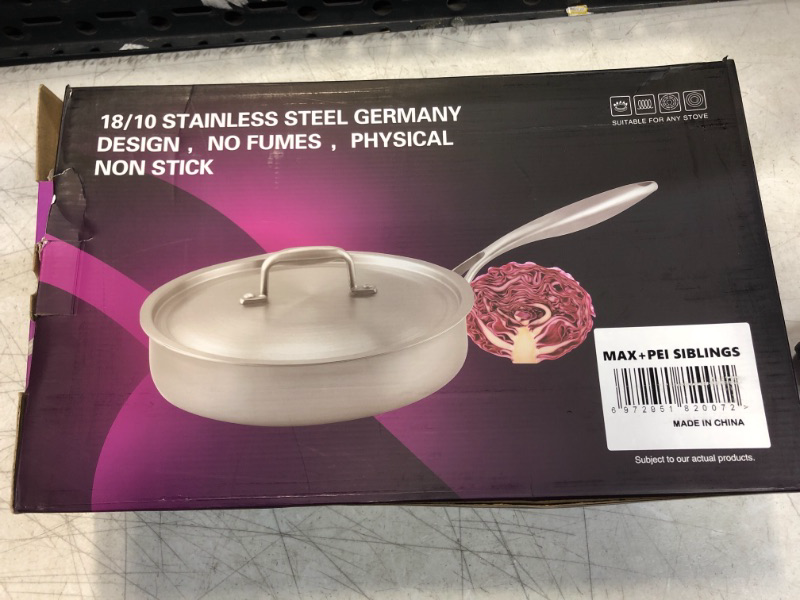 18/10 STAINLESS STEEL GERMANY
DESIGN , NO FUMES , PHYSICAL
NON STICK
SUITABLE FOR ANY STOVE
MAX+PEI SIBLINGS
6 972951 820072 >
MADE IN CHINA
Subject to our actual products.